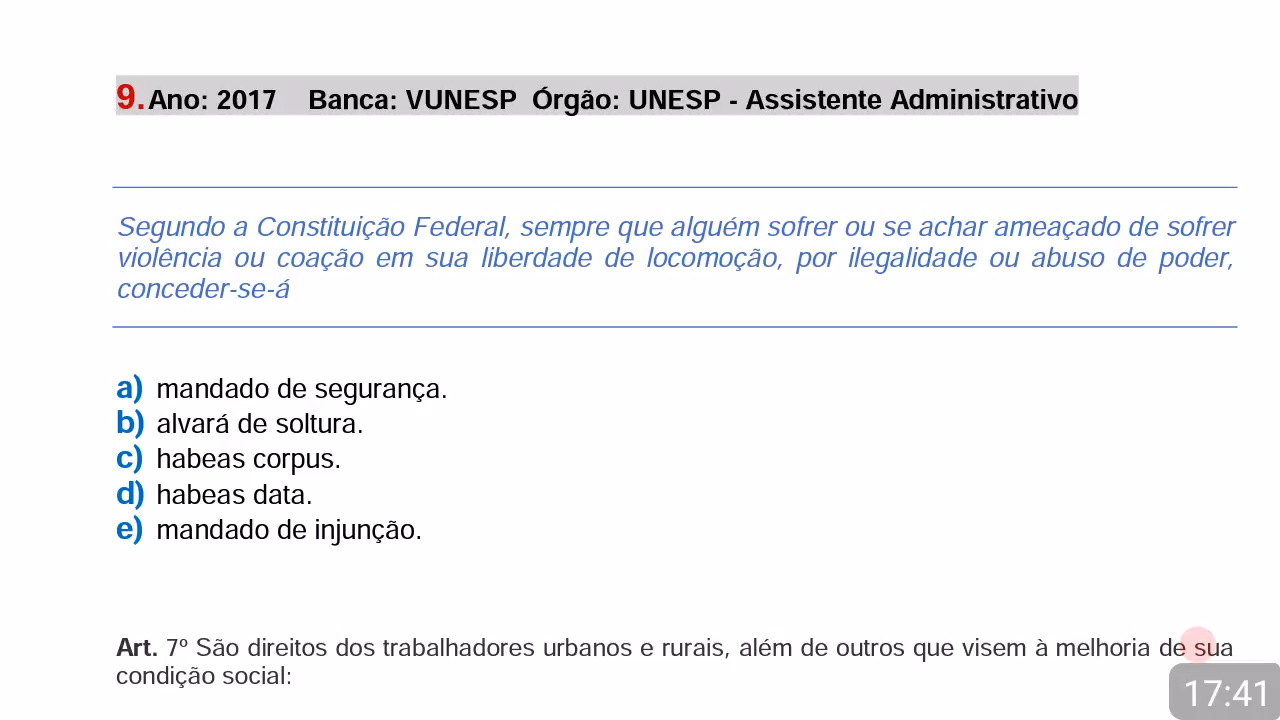 9. Ano: 2017 Banca: VUNESP Órgão: UNESP - Assistente Administrativo
Segundo a Constituição Federal, sempre que alguém sofrer ou se achar ameaçado de sofrer
violência ou coação em sua liberdade de locomoção, por ilegalidade ou abuso de poder,
conceder-se-á
a) mandado de segurança.
b) alvará de soltura.
c) habeas corpus.
d) habeas data.
e) mandado de injunção.
Art. 7º São direitos dos trabalhadores urbanos e rurais, além de outros que visem à melhoria de sua
condição social:
17:41